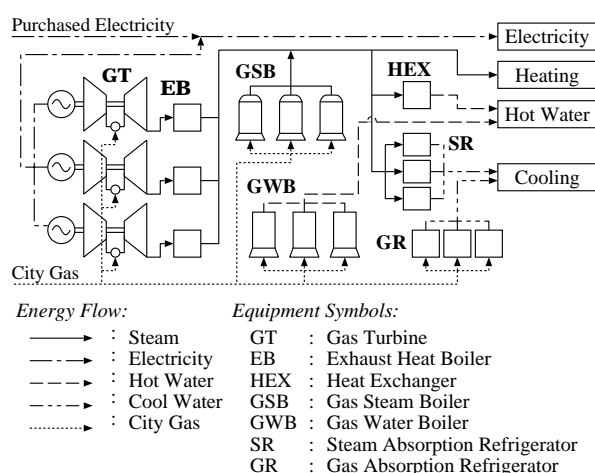 Purchased Electricity
Electricity
GT
EB
GSB
HEX
Heating
Hot Water
SR
GWB
Cooling
GR
City Gas
Energy Flow:
: Steam
: Electricity
: Hot Water
: Cool Water
: City Gas
Equipment Symbols:
GT : Gas Turbine
EB : Exhaust Heat Boiler
HEX : Heat Exchanger
GSB : Gas Steam Boiler
GWB : Gas Water Boiler
SR : Steam Absorption Refrigerator
GR : Gas Absorption Refrigerator